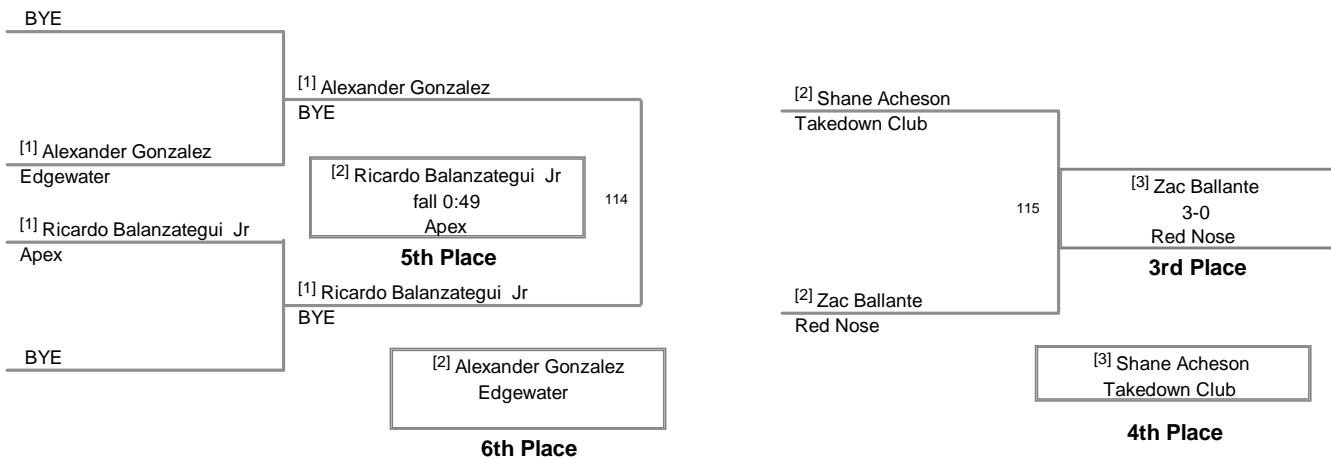 BYE
[1] Alexander Gonzalez
BYE
[1] Alexander Gonzalez
Edgewater
[2] Ricardo Balanzategui Jr
fall 0:49
Apex
114
5th Place
[1] Ricardo Balanzategui Jr
Apex
[1] Ricardo Balanzategui Jr
BYE
BYE
[2] Alexander Gonzalez
Edgewater
6th Place
[2] Shane Acheson
Takedown Club
115
[3] Zac Ballante
3-0
Red Nose
3rd Place
[2] Zac Ballante
Red Nose
[3] Shane Acheson
Takedown Club
4th Place